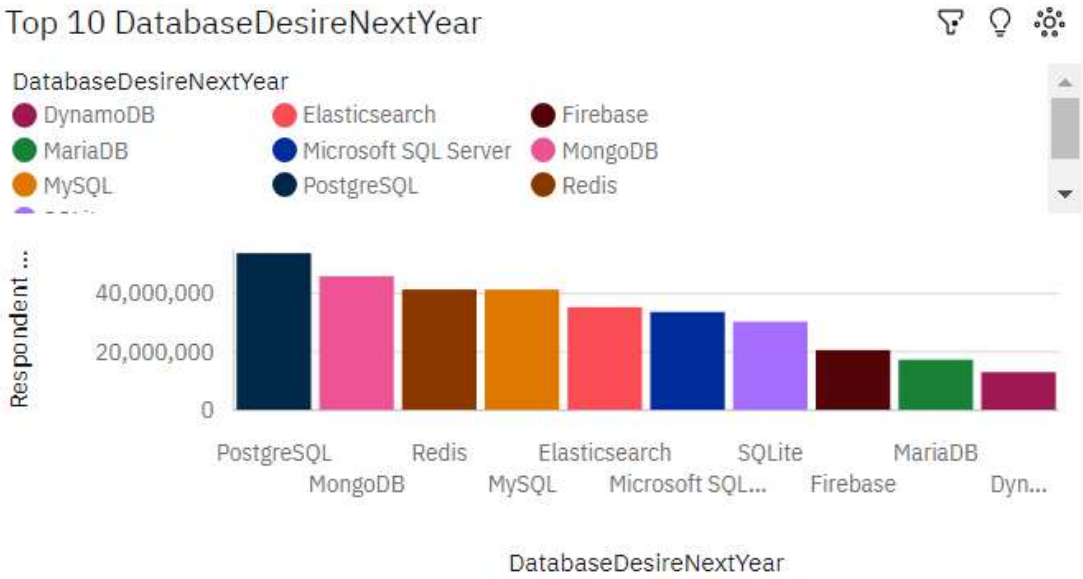 Top 10 DatabaseDesireNextYear
DatabaseDesireNextYear
DynamoDB Elasticsearch Firebase
MariaDB Microsoft SQL Server MongoDB
MySQL PostgreSQL Redis
Respondent ...
40,000,000
20,000,000
0
PostgreSQL Redis Elasticsearch SQLite MariaDB
MongoDB MySQL Microsoft SQL... Firebase Dyn...
DatabaseDesireNextYear